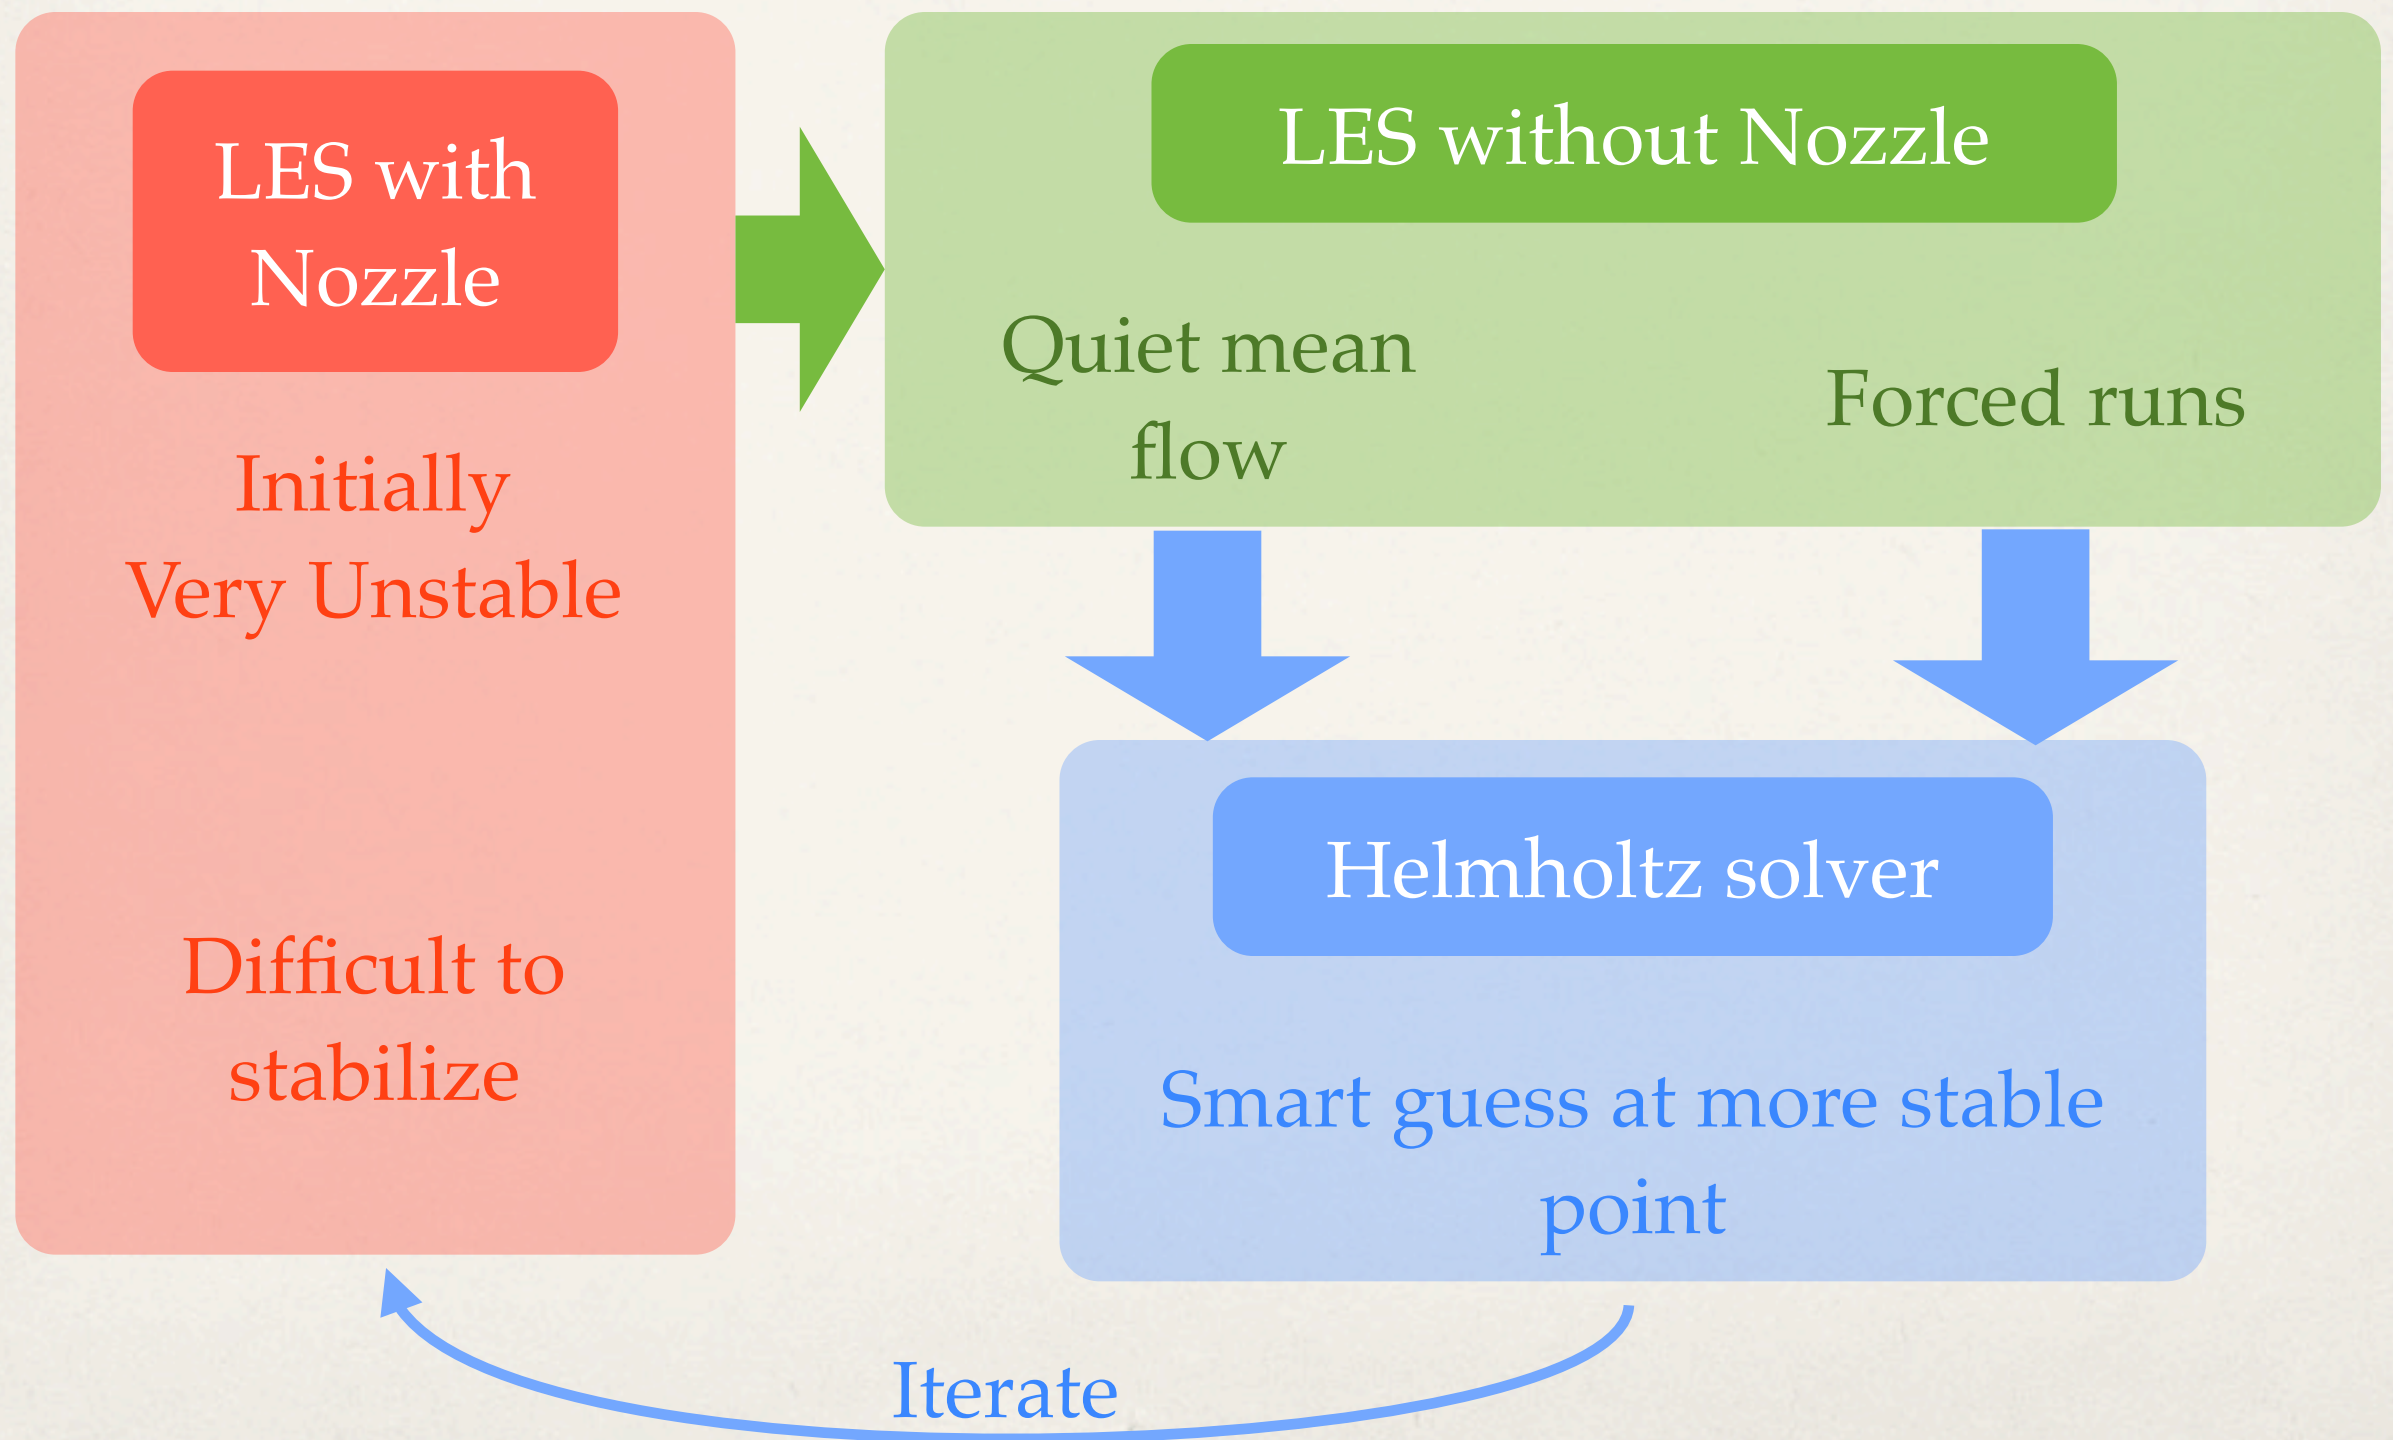 LES with
Nozzle
Initially
Very Unstable
Difficult to
stabilize
LES without Nozzle
Quiet mean
flow
Forced runs
Helmholtz solver
Smart guess at more stable
point
Iterate